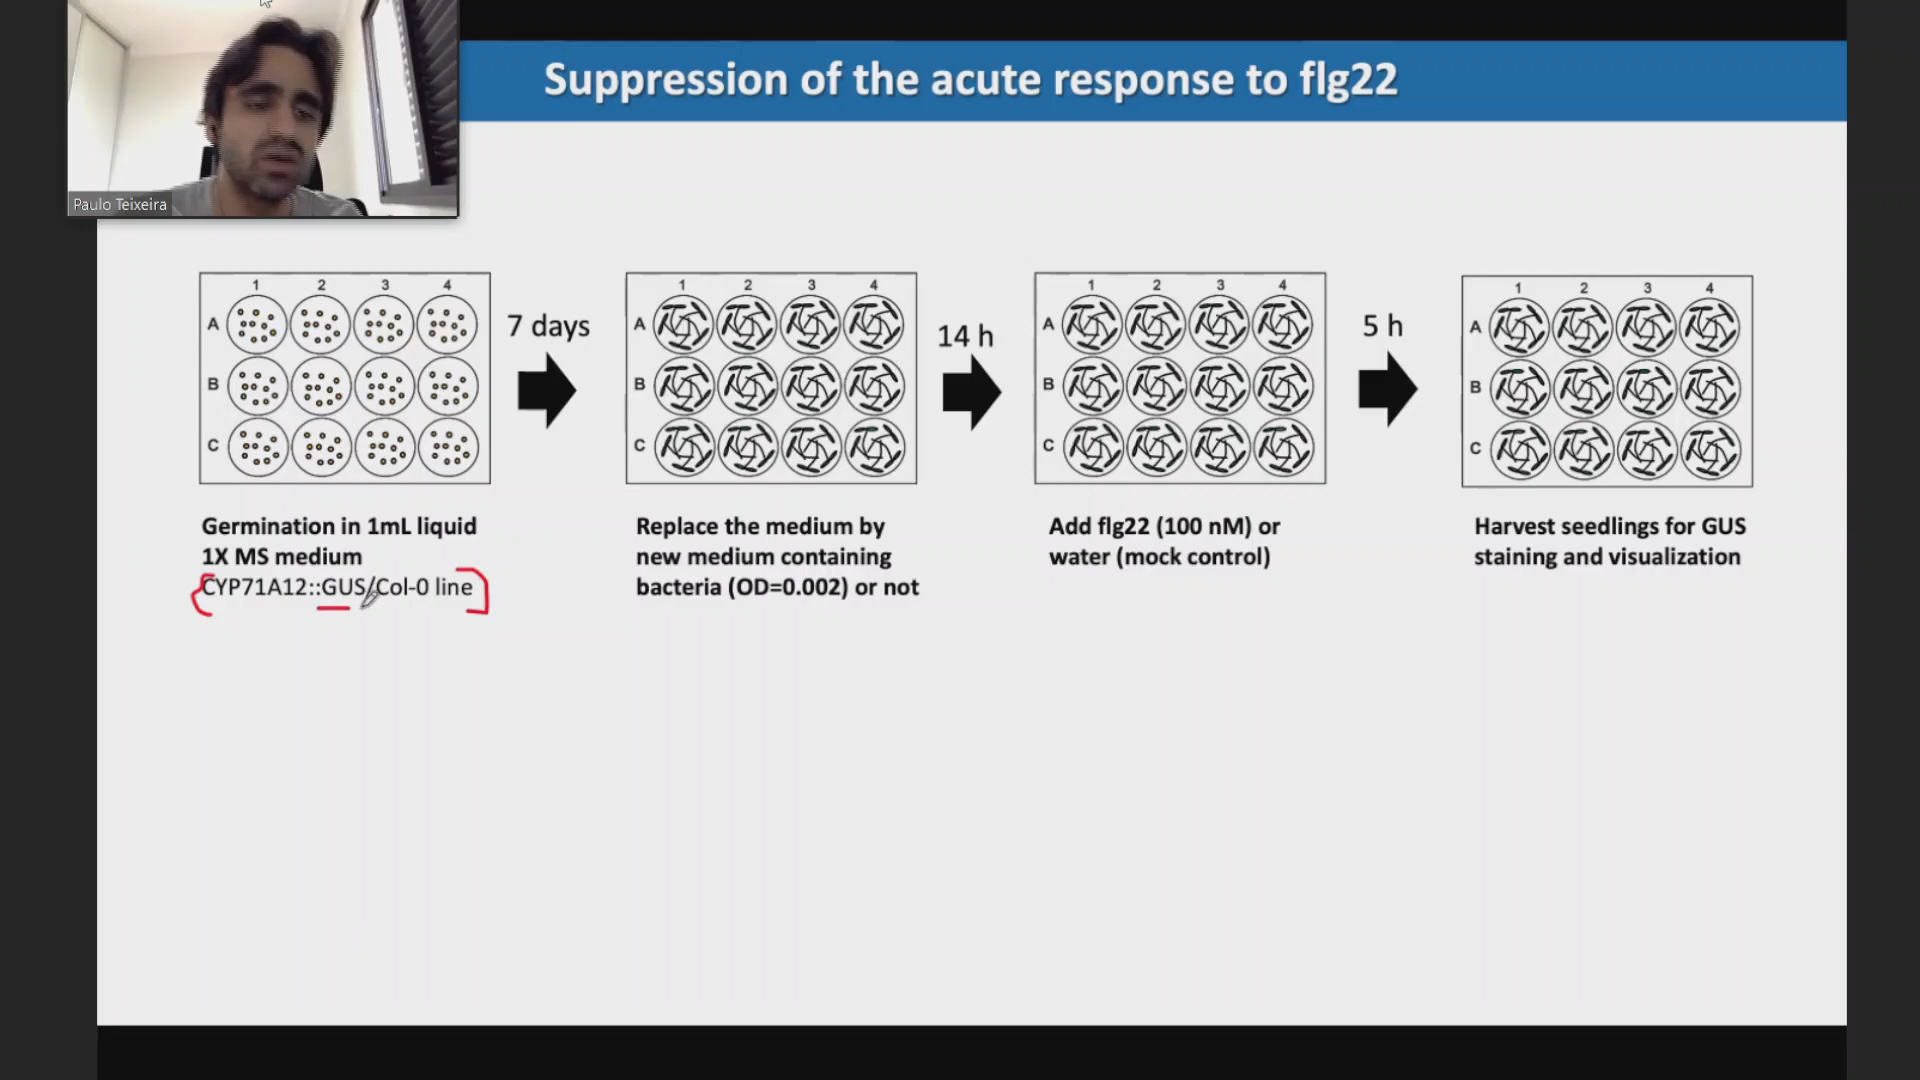 Suppression of the acute response to flg22
Paulo Teixeira
1 2 3 4
A
B
C
7 days
1 2 3 4
A
B
C
14 h
1 2 3 4
A
B
C
5 h
1 2 3 4
A
B
C
Germination in 1mL liquid
1X MS medium
CYP71A12::GUS/Col-0 line
Replace the medium by
new medium containing
bacteria (OD=0.002) or not
Add flg22 (100 nM) or
water (mock control)
Harvest seedlings for GUS
staining and visualization